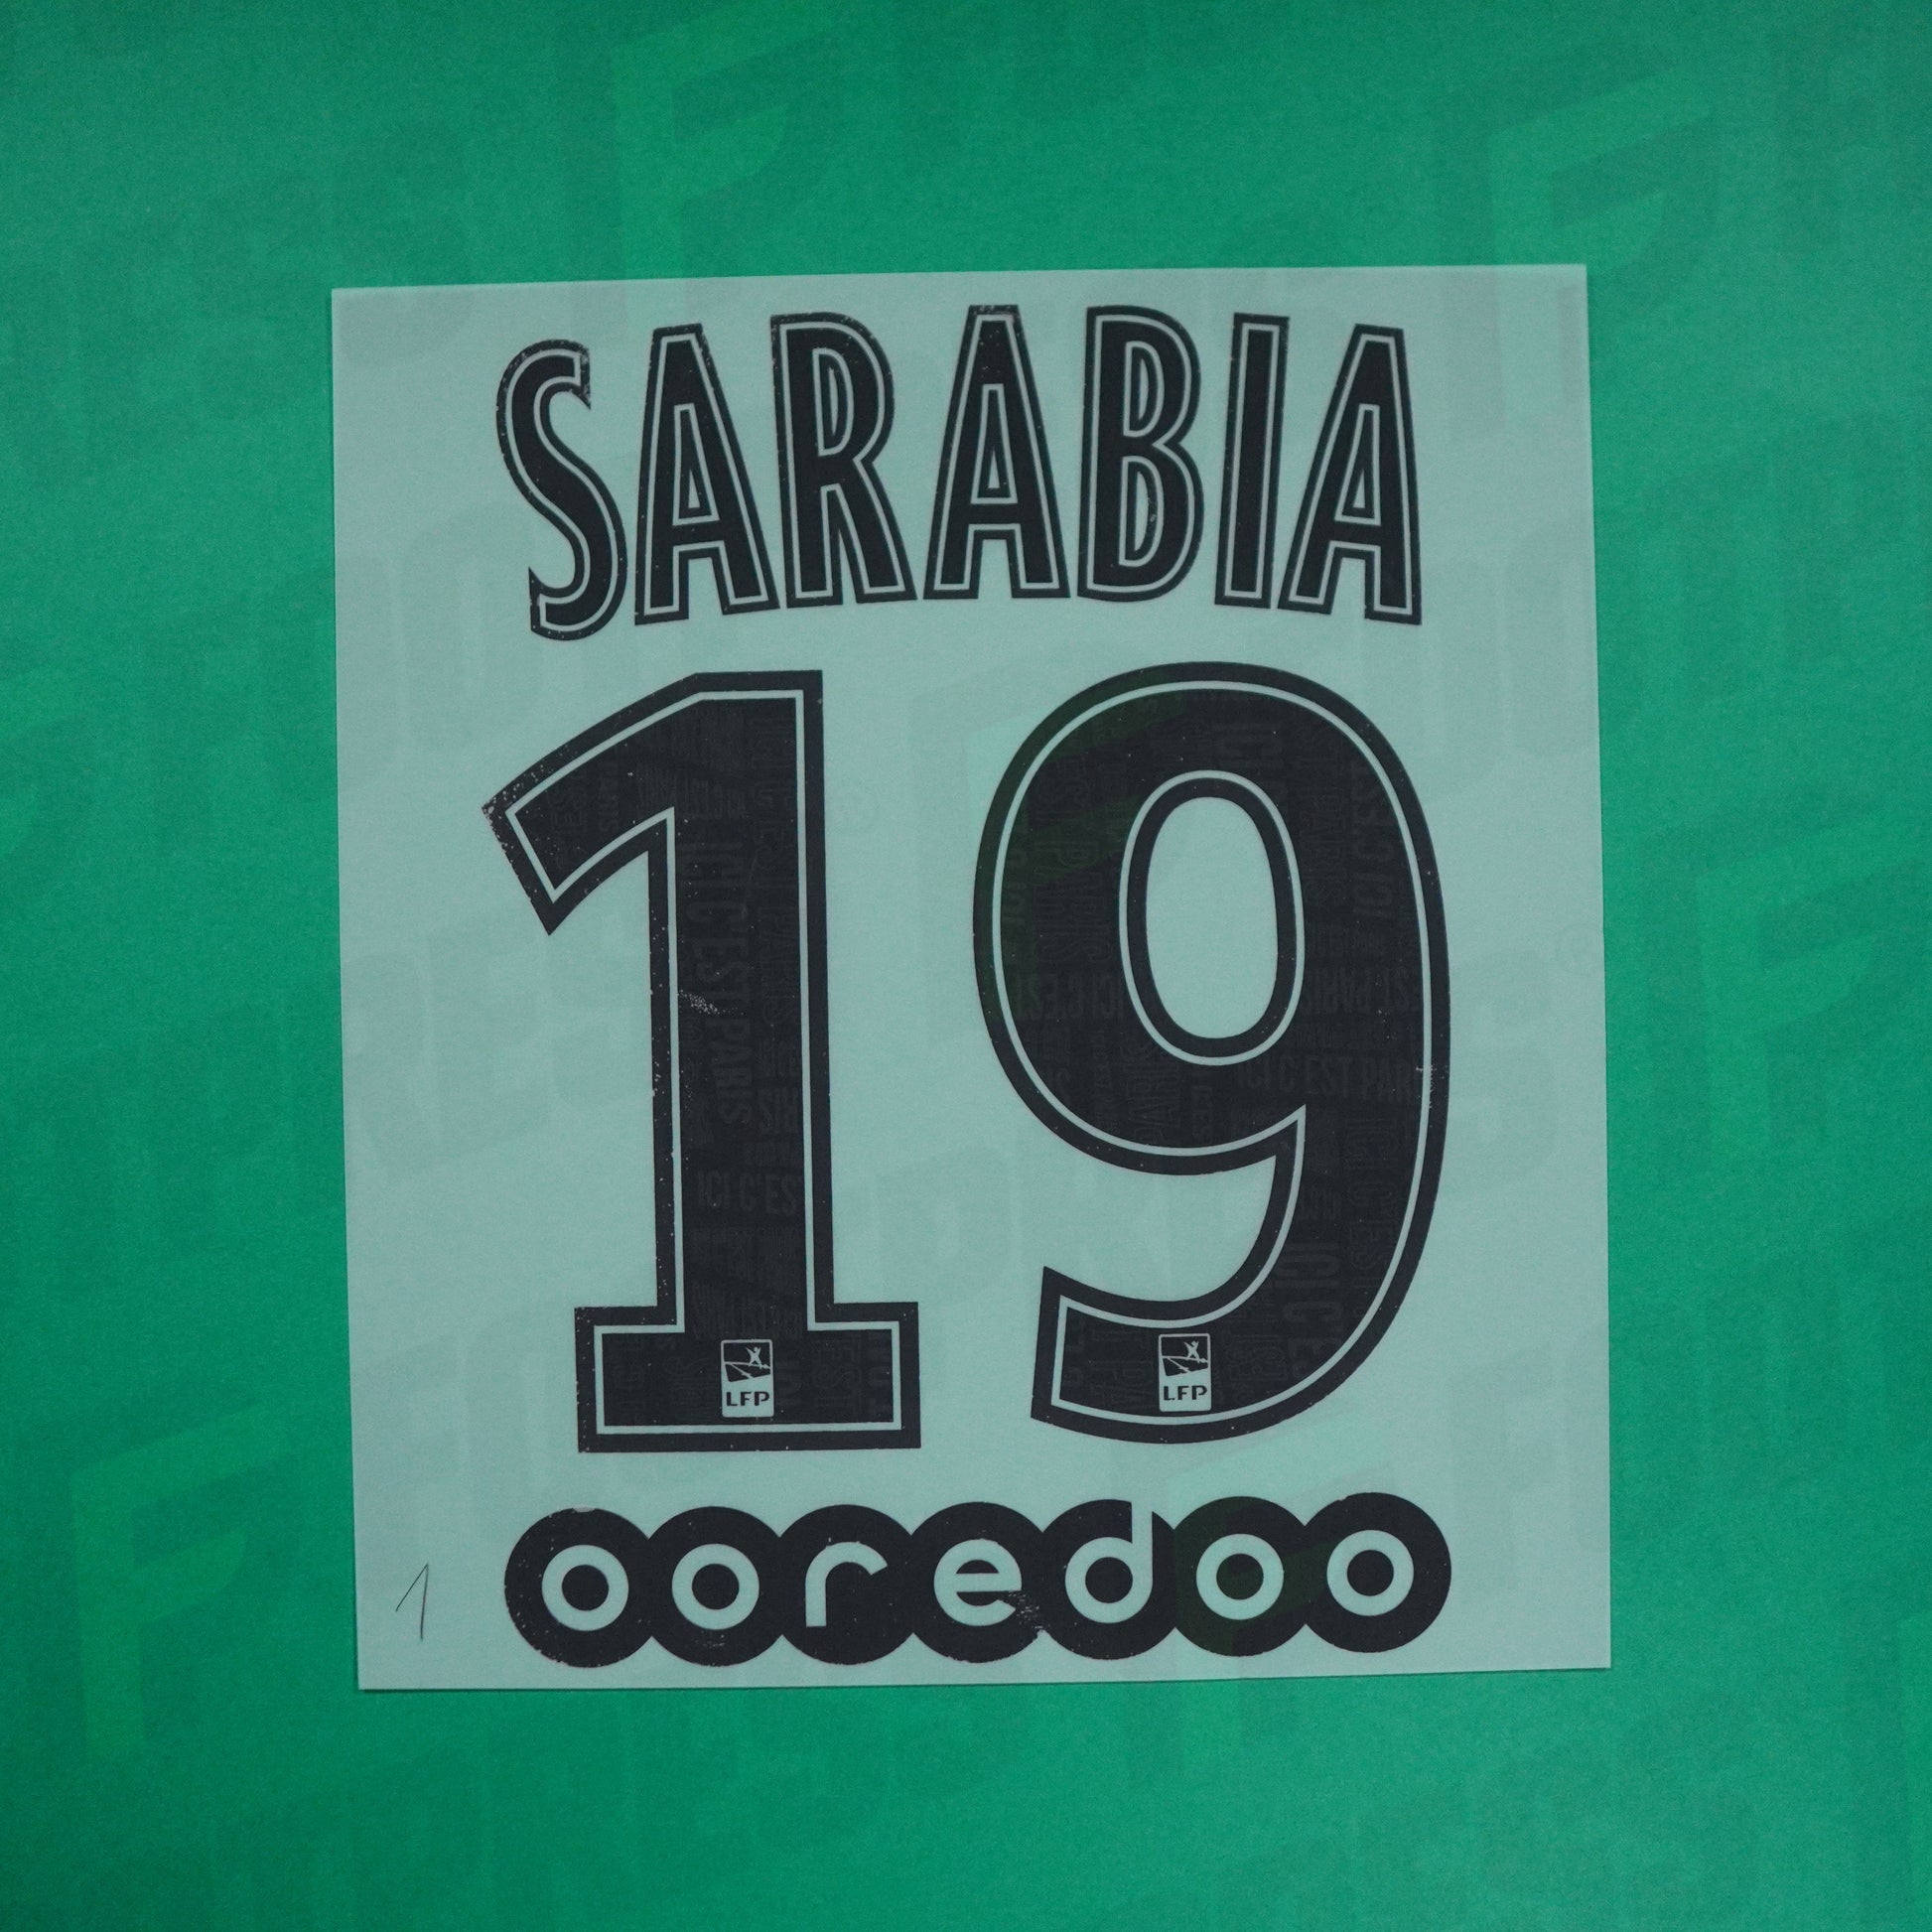 SARABIA
19
LFP LFP
ooredoo
1